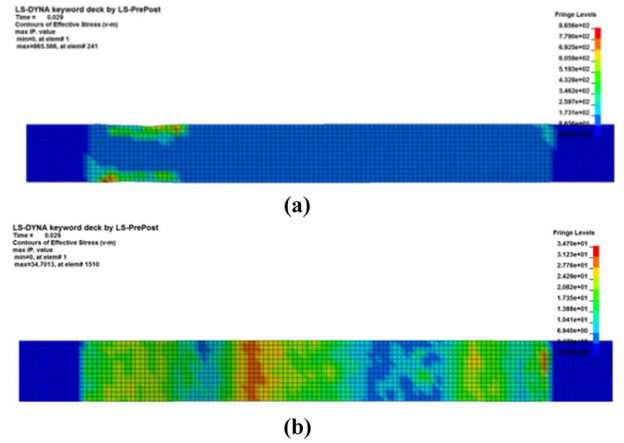 LS-DYNA keyword deck by LS-PrePost
Time = 0.029
Contours of Effective Stress (v-m)
max IP. value
min=0, at elem# 1
max=865.566, at elem# 241
Fringe Levels
8.656e+02
7.790e+02
6.925e+02
6.059e+02
5.193e+02
4.328e+02
3.462e+02
2.597e+02
1.731e+02
8.656e+01
(a)
LS-DYNA keyword deck by LS-PrePost
Time = 0.029
Contours of Effective Stress (v-m)
max IP. value
min=0, at elem# 1
max=34.7013, at elem# 1510
Fringe Levels
3.470e+01
3.123e+01
2.776e+01
2.429e+01
2.082e+01
1.735e+01
1.388e+01
1.041e+01
6.940e+00
(b)